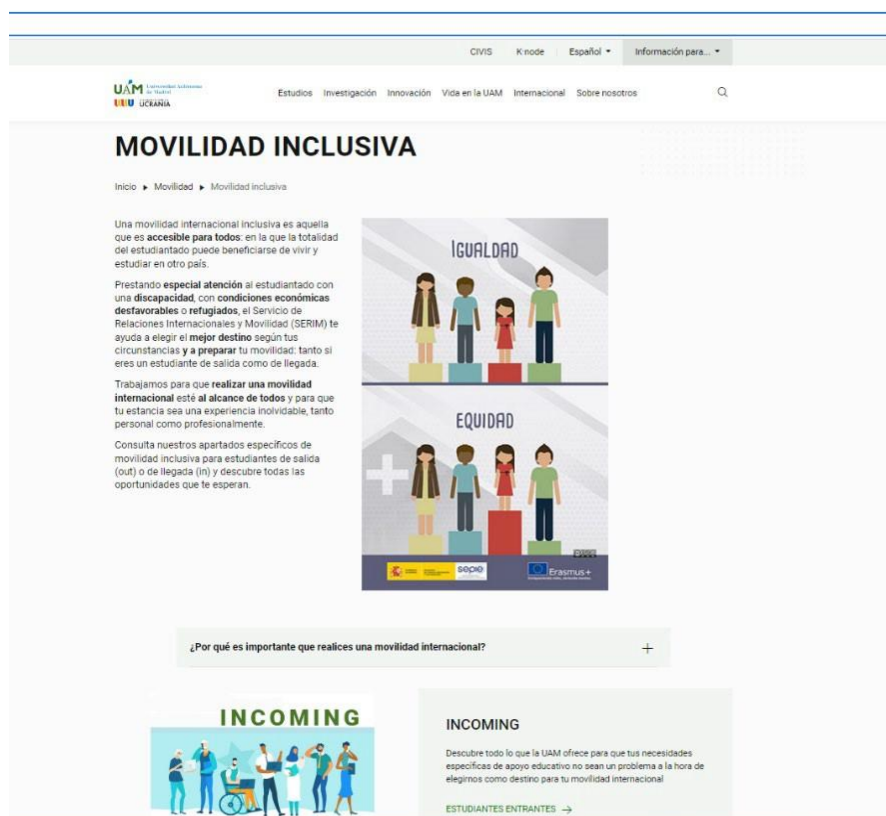 CIVIS K·node Español Información para...
UAM Universidad Autónoma
de Madrid
UCRANIA
Estudios Investigación Innovación Vida en la UAM Internacional Sobre nosotros
MOVILIDAD INCLUSIVA
Inicio ▸ Movilidad ▸ Movilidad inclusiva
Una movilidad internacional inclusiva es aquella
que es accesible para todos: en la que la totalidad
del estudiantado puede beneficiarse de vivir y
estudiar en otro país.
Prestando especial atención al estudiantado con
una discapacidad, con condiciones económicas
desfavorables o refugiados, el Servicio de
Relaciones Internacionales y Movilidad (SERIM) te
ayuda a elegir el mejor destino según tus
circunstancias y a preparar tu movilidad: tanto si
eres un estudiante de salida como de llegada.
Trabajamos para que realizar una movilidad
internacional esté al alcance de todos y para que
tu estancia sea una experiencia inolvidable, tanto
personal como profesionalmente.
Consulta nuestros apartados específicos de
movilidad inclusiva para estudiantes de salida
(out) o de llegada (in) y descubre todas las
oportunidades que te esperan.
IGUALDAD
EQUIDAD
sepie
Erasmus+
¿Por qué es importante que realices una movilidad internacional? +
INCOMING
INCOMING
Descubre todo lo que la UAM ofrece para que tus necesidades
específicas de apoyo educativo no sean un problema a la hora de
elegirnos como destino para tu movilidad internacional
ESTUDIANTES ENTRANTES →